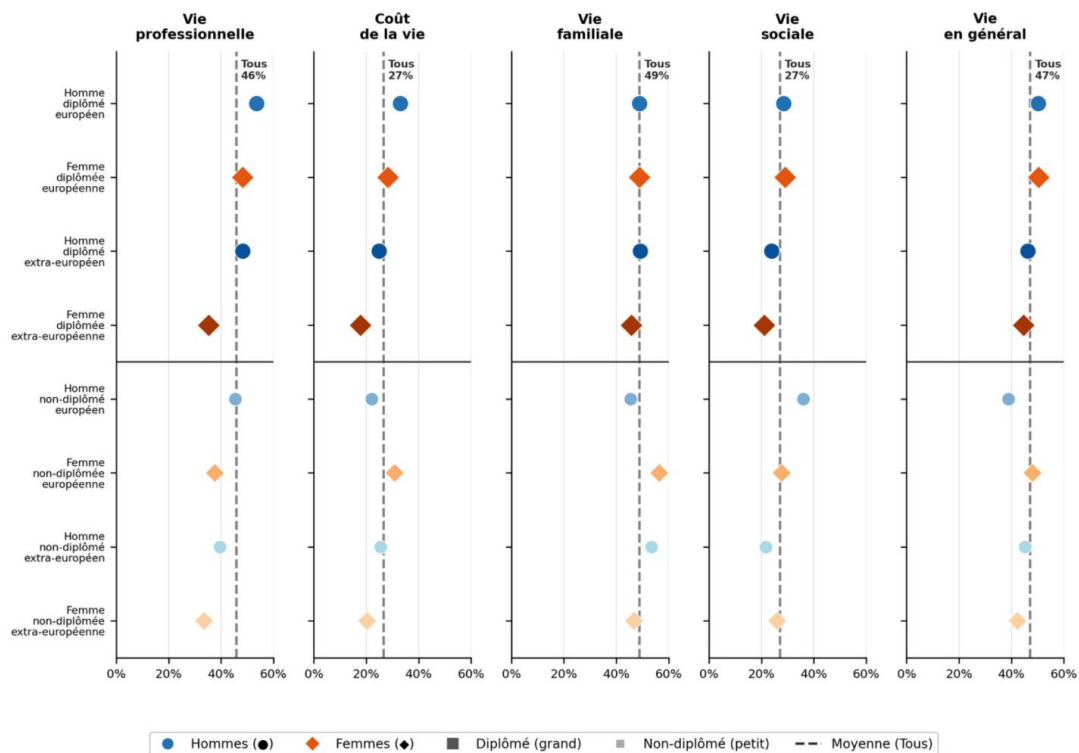 Vie
professionnelle
Coût
de la vie
Vie
familiale
Vie
sociale
Vie
en général
Tous
46%
Tous
27%
Tous
49%
Tous
27%
Tous
47%
Homme
diplômé
européen
Femme
diplômée
européenne
Homme
diplômé
extra-européen
Femme
diplômée
extra-européenne
Homme
non-diplômé
européen
Femme
non-diplômée
européenne
Homme
non-diplômé
extra-européen
Femme
non-diplômée
extra-européenne
0% 20% 40% 60%
0% 20% 40% 60%
0% 20% 40% 60%
0% 20% 40% 60%
0% 20% 40% 60%
Hommes (●) Femmes (◆) Diplômé (grand) Non-diplômé (petit) Moyenne (Tous)